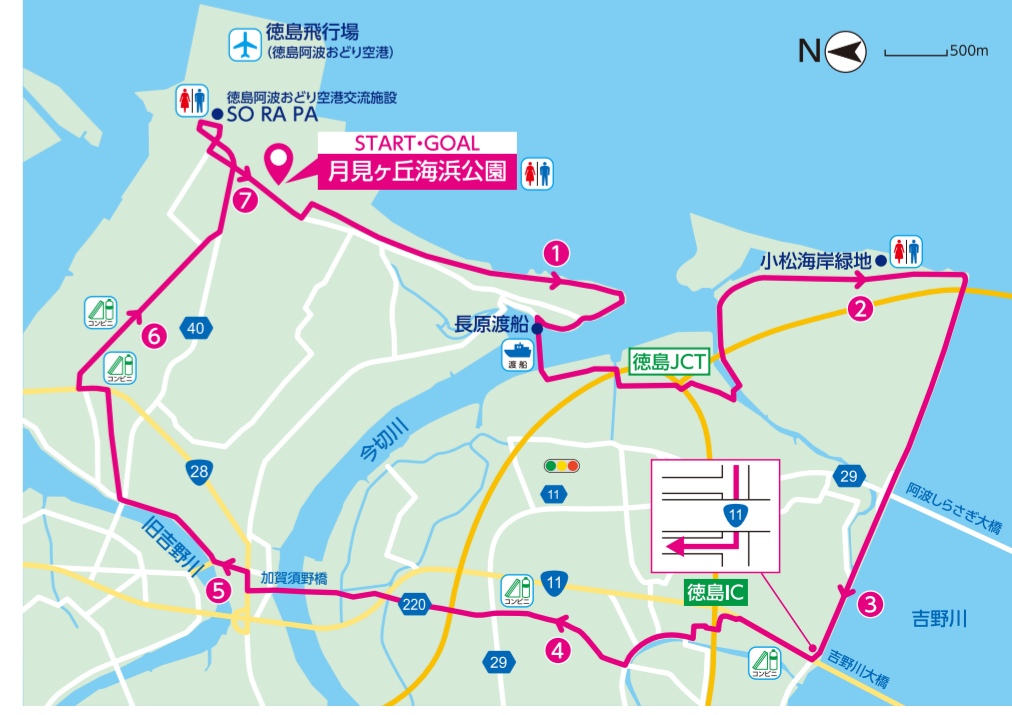 徳島飛行場
(徳島阿波おどり空港)
N
500m
徳島阿波おどり空港交流施設
SO RA PA
START・GOAL
月見ヶ丘海浜公園
7
1
小松海岸緑地
2
コンビニ
6
40
長原渡船
渡船
徳島JCT
コンビニ
今切川
28
11
29
11
阿波しらさぎ大橋
旧吉野川
加賀須野橋
5
220
コンビニ
11
徳島IC
3
吉野川
4
29
コンビニ
吉野川大橋